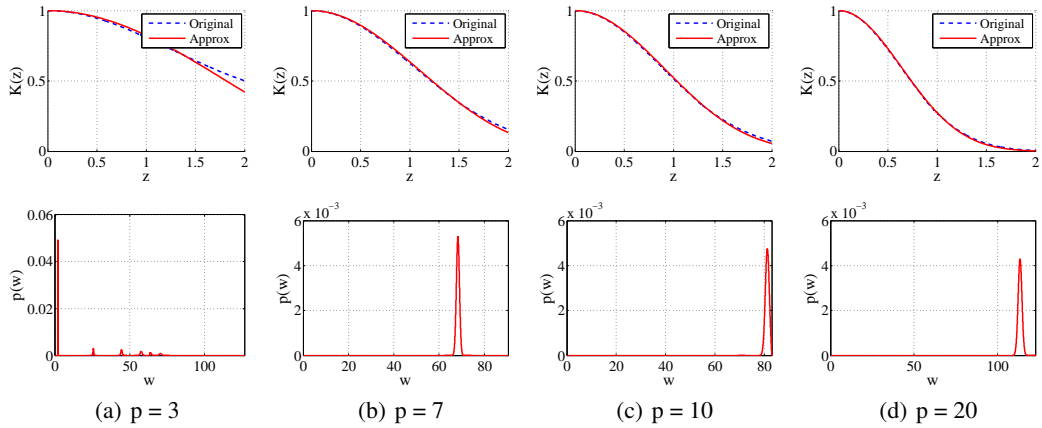 1
0.5
0
K(z)
0
0.5
1
1.5
2
z
Original
Approx
1
0.5
0
K(z)
0
0.5
1
1.5
2
z
Original
Approx
1
0.5
0
K(z)
0
0.5
1
1.5
2
z
Original
Approx
1
0.5
0
K(z)
0
0.5
1
1.5
2
z
Original
Approx
0.06
0.04
0.02
0
p(w)
0
50
100
w
x 10⁻³
6
4
2
0
p(w)
0
20
40
60
80
w
x 10⁻³
6
4
2
0
p(w)
0
20
40
60
80
w
x 10⁻³
6
4
2
0
p(w)
0
20
40
60
80
100
w
(a) p = 3
(b) p = 7
(c) p = 10
(d) p = 20